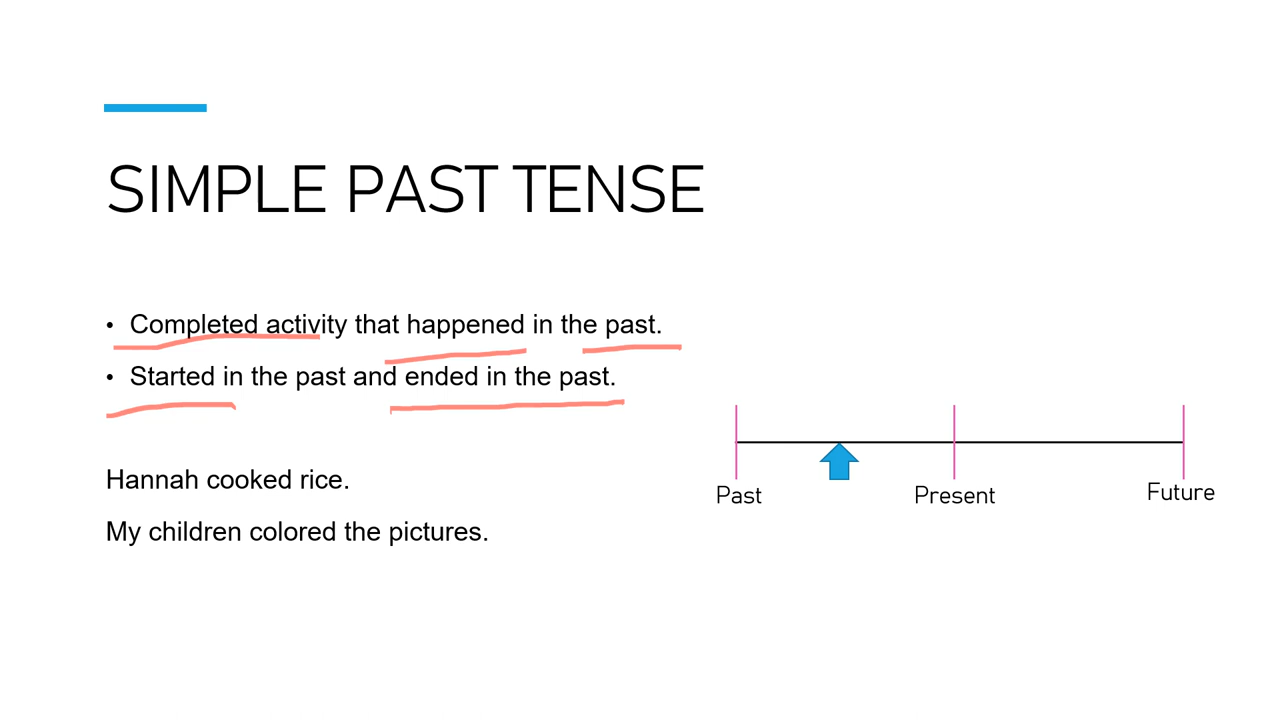 SIMPLE PAST TENSE
• Completed activity that happened in the past.
• Started in the past and ended in the past.
Hannah cooked rice.
My children colored the pictures.
Past
Present
Future